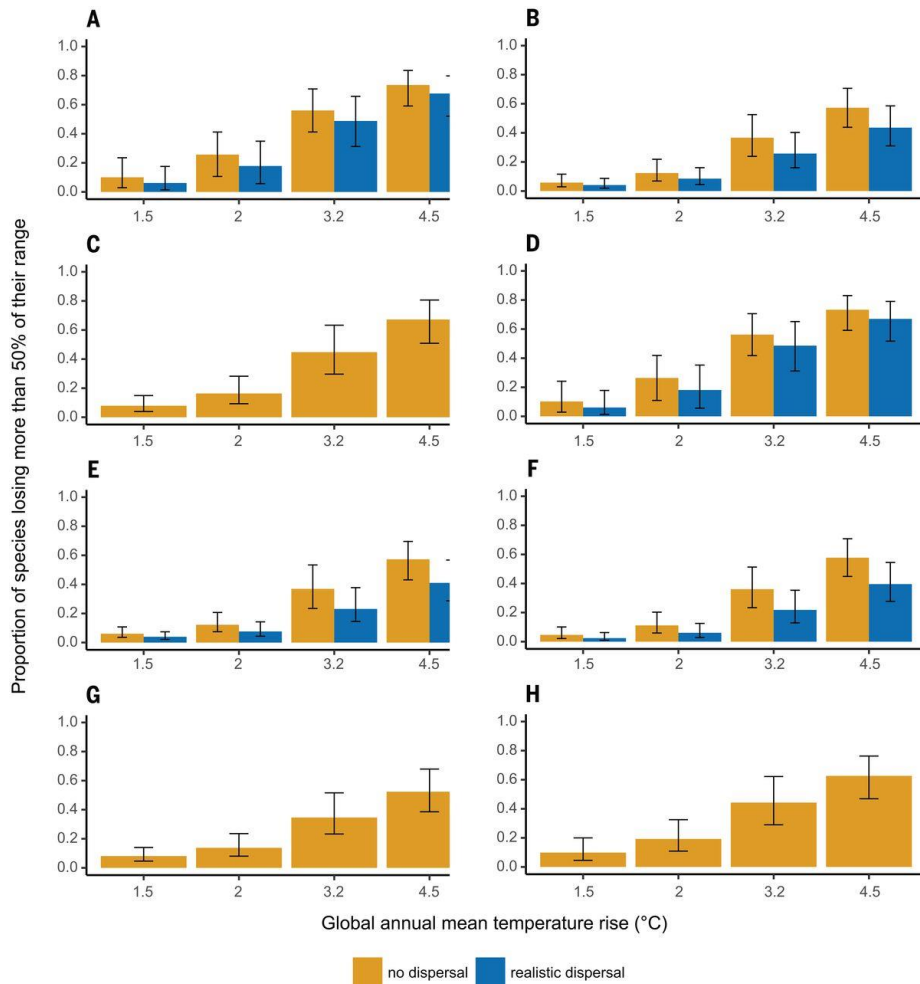 Proportion of species losing more than 50% of their range
A
1.0
0.8
0.6
0.4
0.2
0.0
1.5 2 3.2 4.5
B
1.0
0.8
0.6
0.4
0.2
0.0
1.5 2 3.2 4.5
C
1.0
0.8
0.6
0.4
0.2
0.0
1.5 2 3.2 4.5
D
1.0
0.8
0.6
0.4
0.2
0.0
1.5 2 3.2 4.5
E
1.0
0.8
0.6
0.4
0.2
0.0
1.5 2 3.2 4.5
F
1.0
0.8
0.6
0.4
0.2
0.0
1.5 2 3.2 4.5
G
1.0
0.8
0.6
0.4
0.2
0.0
1.5 2 3.2 4.5
H
1.0
0.8
0.6
0.4
0.2
0.0
1.5 2 3.2 4.5
Global annual mean temperature rise (°C)
no dispersal realistic dispersal